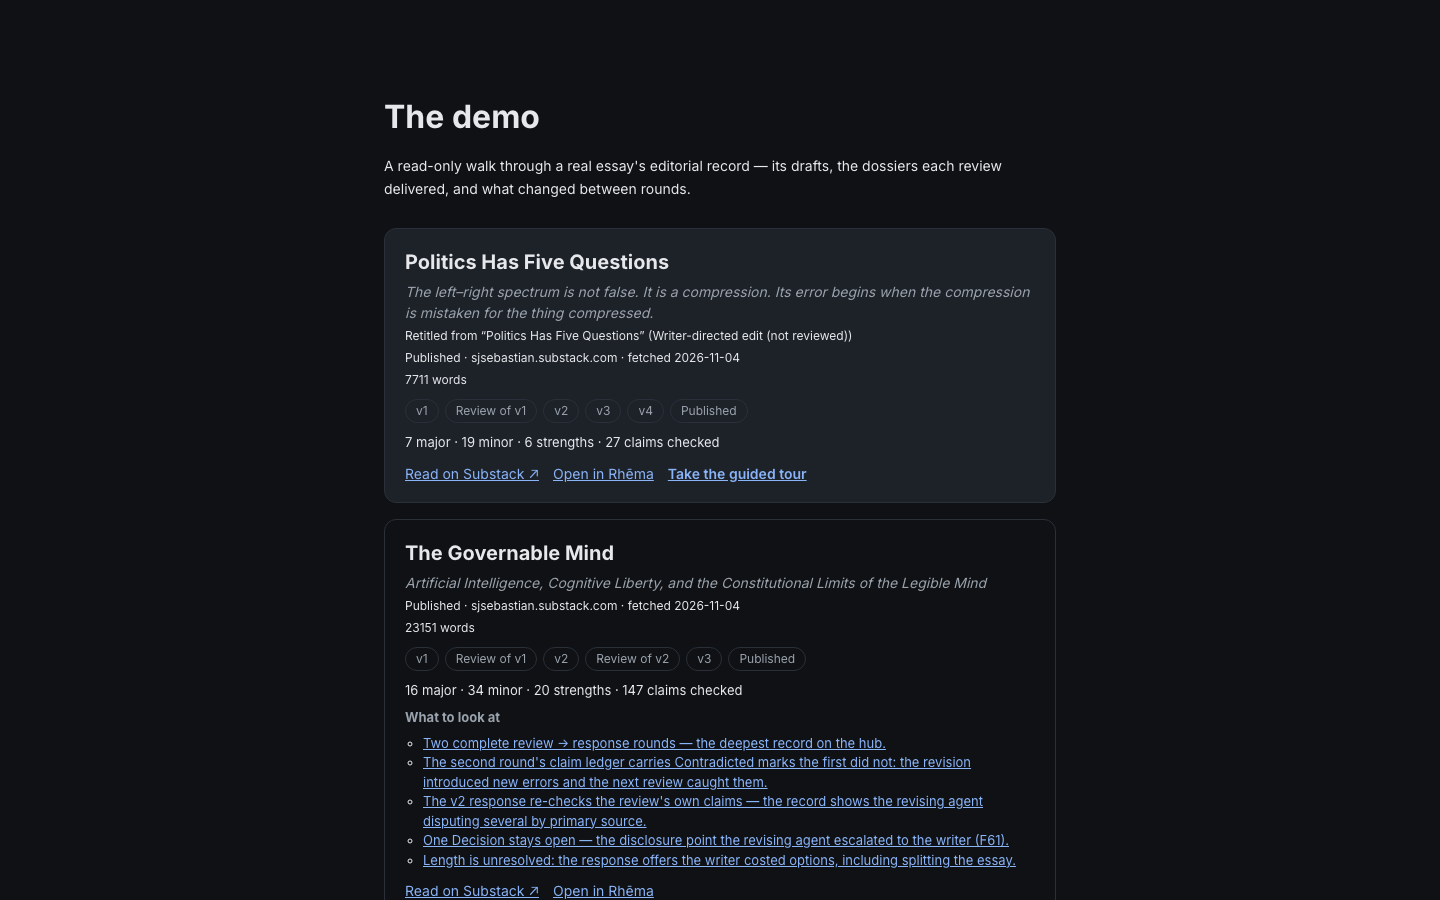 The demo
A read-only walk through a real essay's editorial record — its drafts, the dossiers each review
delivered, and what changed between rounds.
Politics Has Five Questions
The left–right spectrum is not false. It is a compression. Its error begins when the compression
is mistaken for the thing compressed.
Retitled from “Politics Has Five Questions” (Writer-directed edit (not reviewed))
Published · sjsebastian.substack.com · fetched 2026-11-04
7711 words
v1 Review of v1 v2 v3 v4 Published
7 major · 19 minor · 6 strengths · 27 claims checked
Read on Substack ↗ Open in Rhēma Take the guided tour
The Governable Mind
Artificial Intelligence, Cognitive Liberty, and the Constitutional Limits of the Legible Mind
Published · sjsebastian.substack.com · fetched 2026-11-04
23151 words
v1 Review of v1 v2 Review of v2 v3 Published
16 major · 34 minor · 20 strengths · 147 claims checked
What to look at
Two complete review → response rounds — the deepest record on the hub.
The second round's claim ledger carries Contradicted marks the first did not: the revision
introduced new errors and the next review caught them.
The v2 response re-checks the review's own claims — the record shows the revising agent
disputing several by primary source.
One Decision stays open — the disclosure point the revising agent escalated to the writer (F61).
Length is unresolved: the response offers the writer costed options, including splitting the essay.
Read on Substack ↗ Open in Rhēma